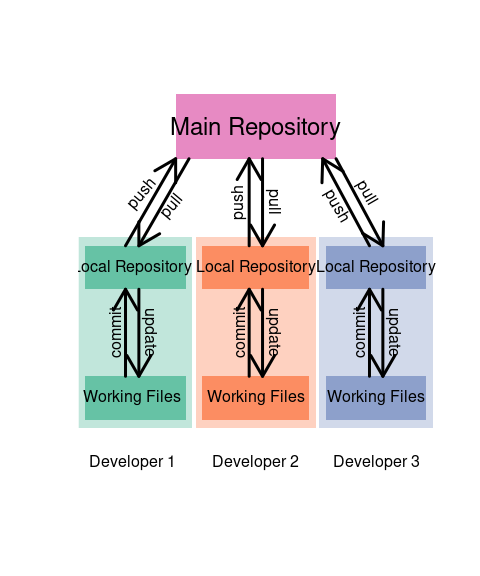 Main Repository
push
pull
push
pull
push
pull
Local Repository
Local Repository
Local Repository
commit
update
commit
update
commit
update
Working Files
Working Files
Working Files
Developer 1
Developer 2
Developer 3